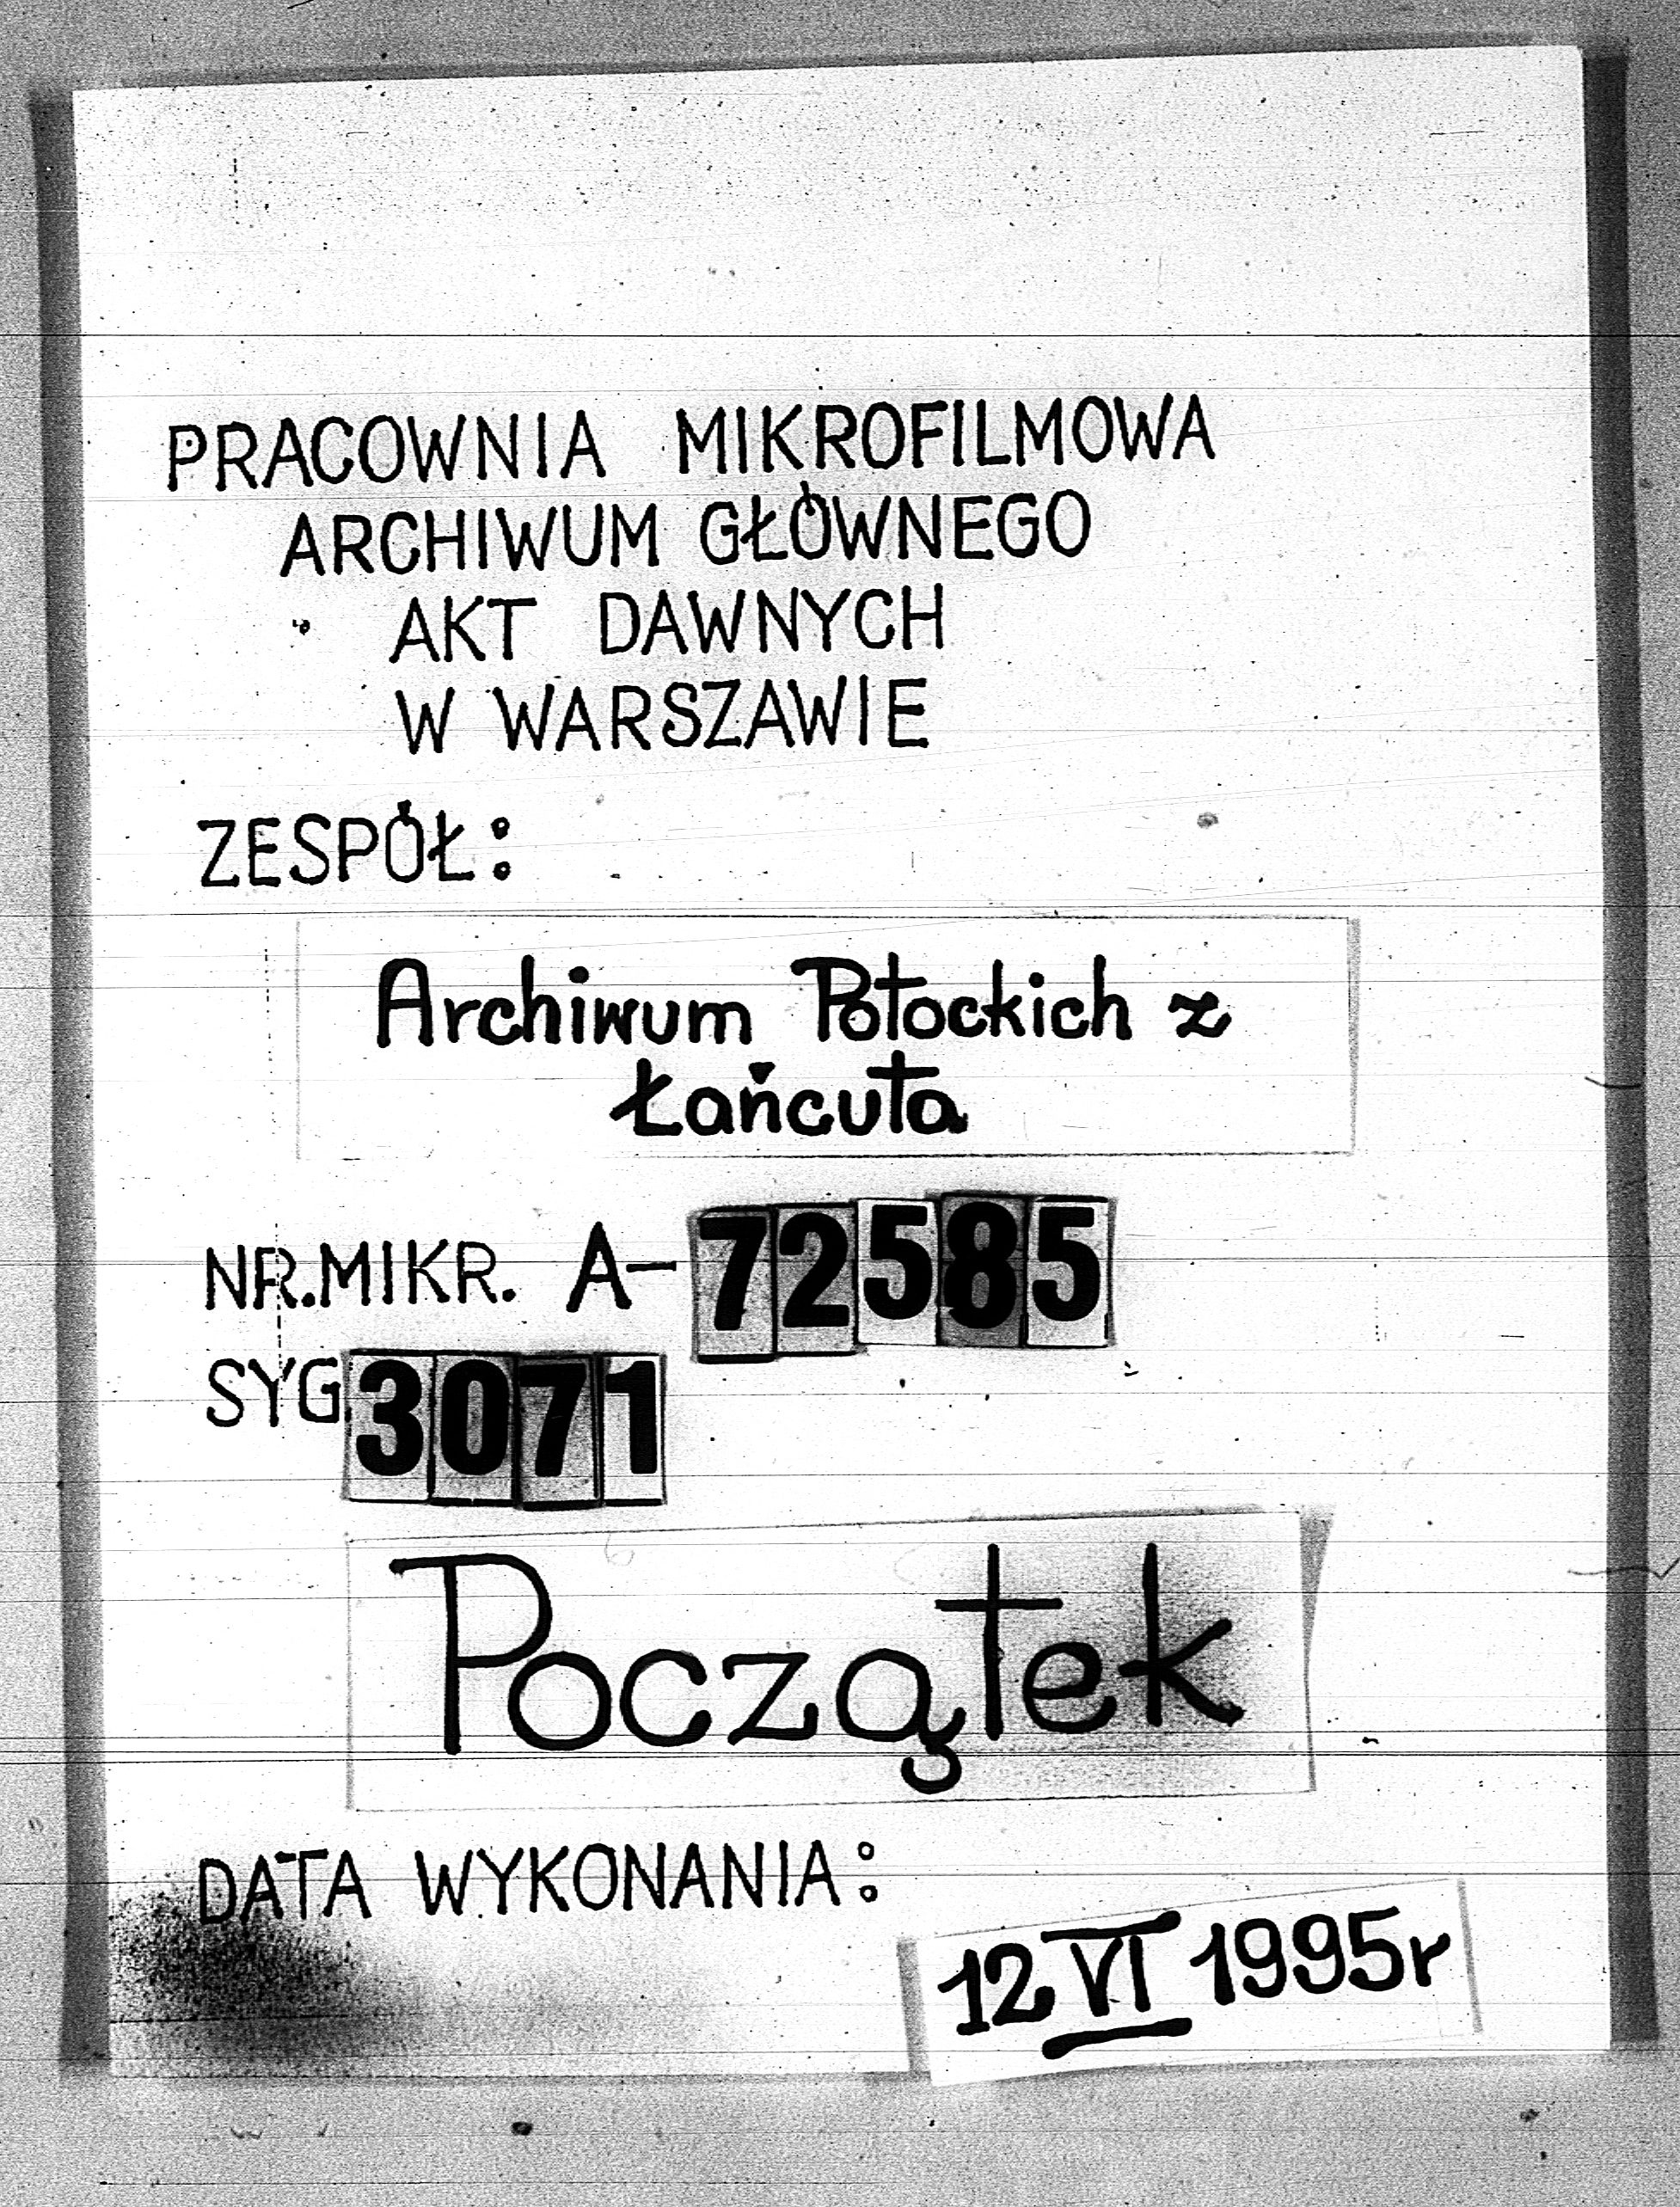 PRACOWNIA MIKROFILMOWA
ARCHIWUM GŁÓWNEGO
AKT DAWNYCH
W WARSZAWIE
ZESPÓŁ:
Archiwum Potockich z
Łańcuta
NR.MIKR. A-72585
SYG.3071
Początek
DATA WYKONANIA:
12 VI 1995r